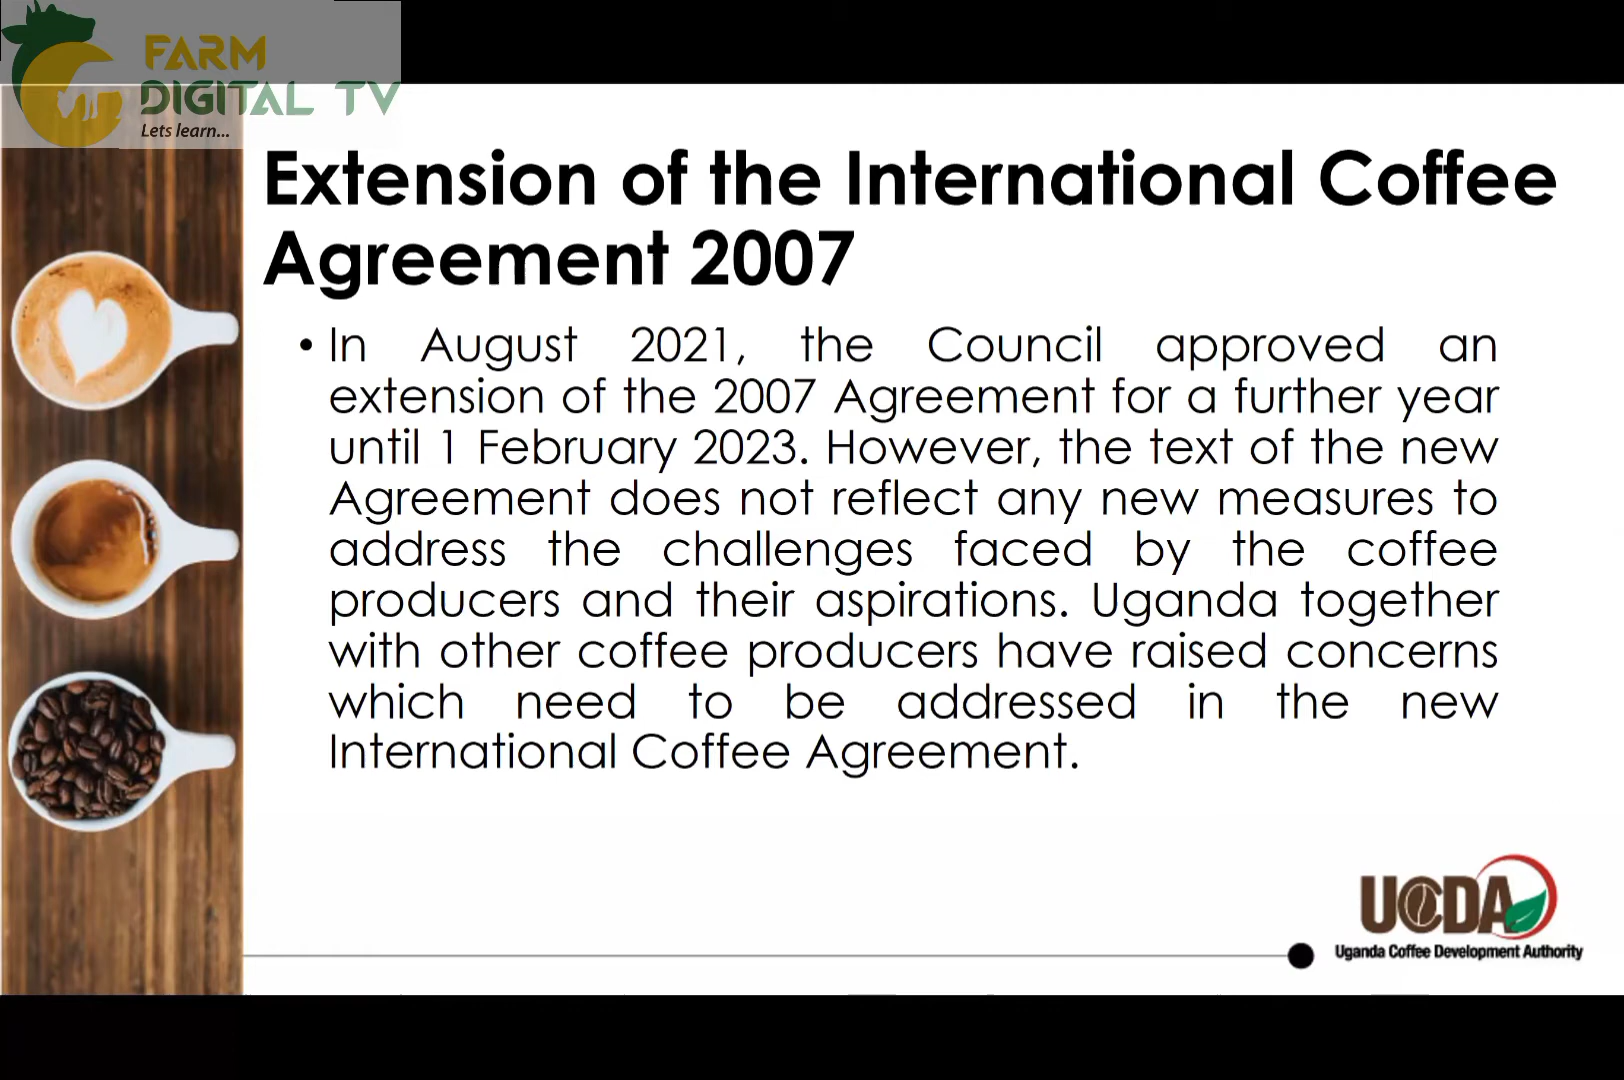 FARM
DIGITAL TV
Lets learn...
Extension of the International Coffee
Agreement 2007
• In August 2021, the Council approved an
extension of the 2007 Agreement for a further year
until 1 February 2023. However, the text of the new
Agreement does not reflect any new measures to
address the challenges faced by the coffee
producers and their aspirations. Uganda together
with other coffee producers have raised concerns
which need to be addressed in the new
International Coffee Agreement.
UCDA
Uganda Coffee Development Authority